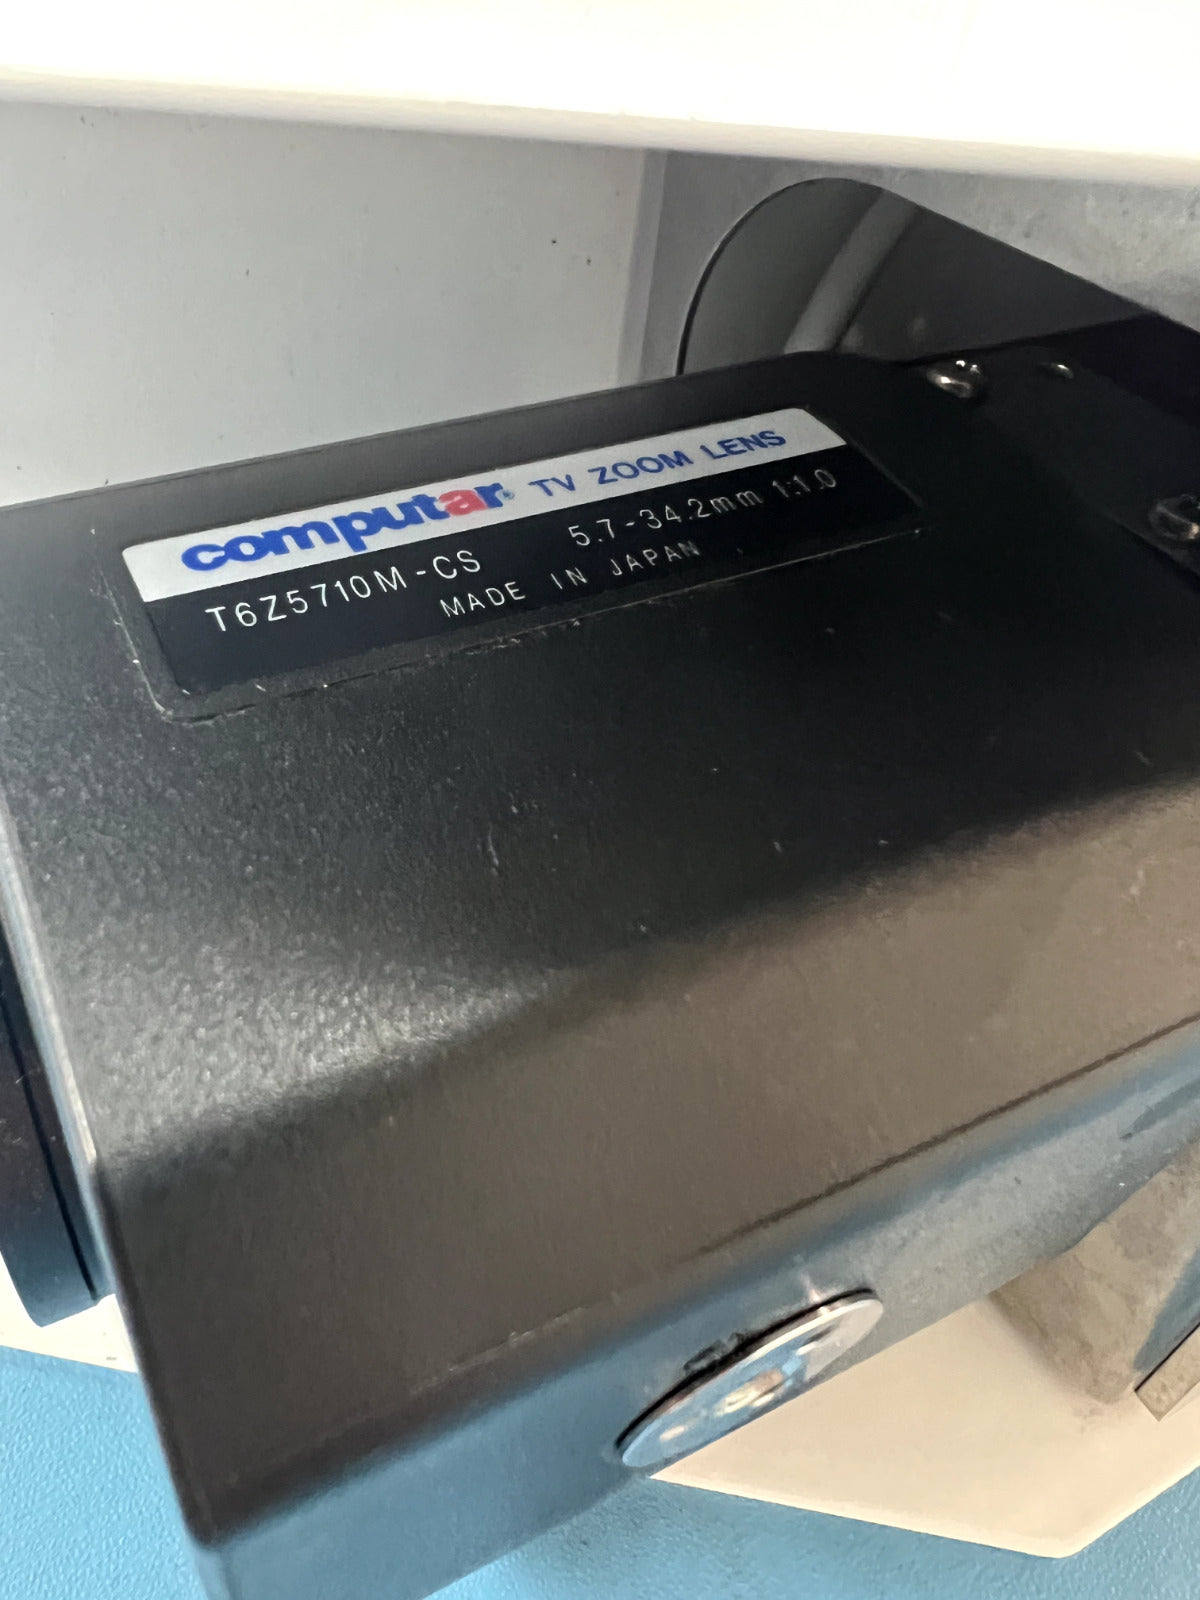 computar TV ZOOM LENS
T6Z5710M-CS 5.7-34.2mm 1:1.0
MADE IN JAPAN